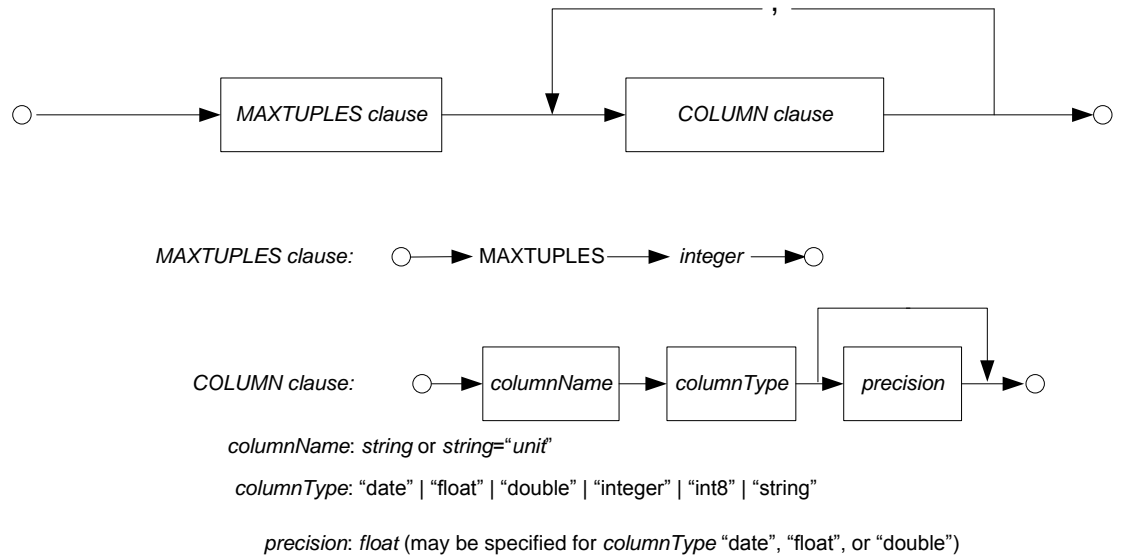 ,
MAXTUPLES clause
COLUMN clause
MAXTUPLES clause:
MAXTUPLES
integer
COLUMN clause:
columnName
columnType
precision
columnName: string or string=“unit”
columnType: “date” | “float” | “double” | “integer” | “int8” | “string”
precision: float (may be specified for columnType “date”, “float”, or “double”)